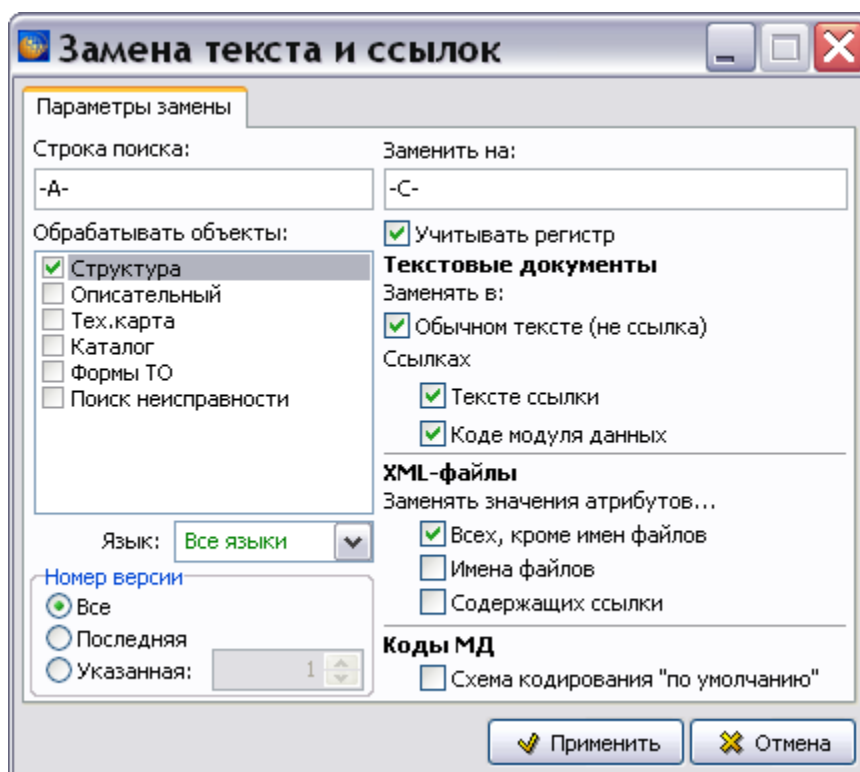 Замена текста и ссылок
Параметры замены
Строка поиска:
-А-
Обрабатывать объекты:
Структура
Описательный
Тех.карта
Каталог
Формы ТО
Поиск неисправности
Язык: Все языки
Номер версии
Все
Последняя
Указанная: 1
Заменить на:
-С-
Учитывать регистр
Текстовые документы
Заменять в:
Обычном тексте (не ссылка)
Ссылках
Тексте ссылки
Коде модуля данных
XML-файлы
Заменять значения атрибутов...
Всех, кроме имен файлов
Имена файлов
Содержащих ссылки
Коды МД
Схема кодирования "по умолчанию"
Применить
Отмена